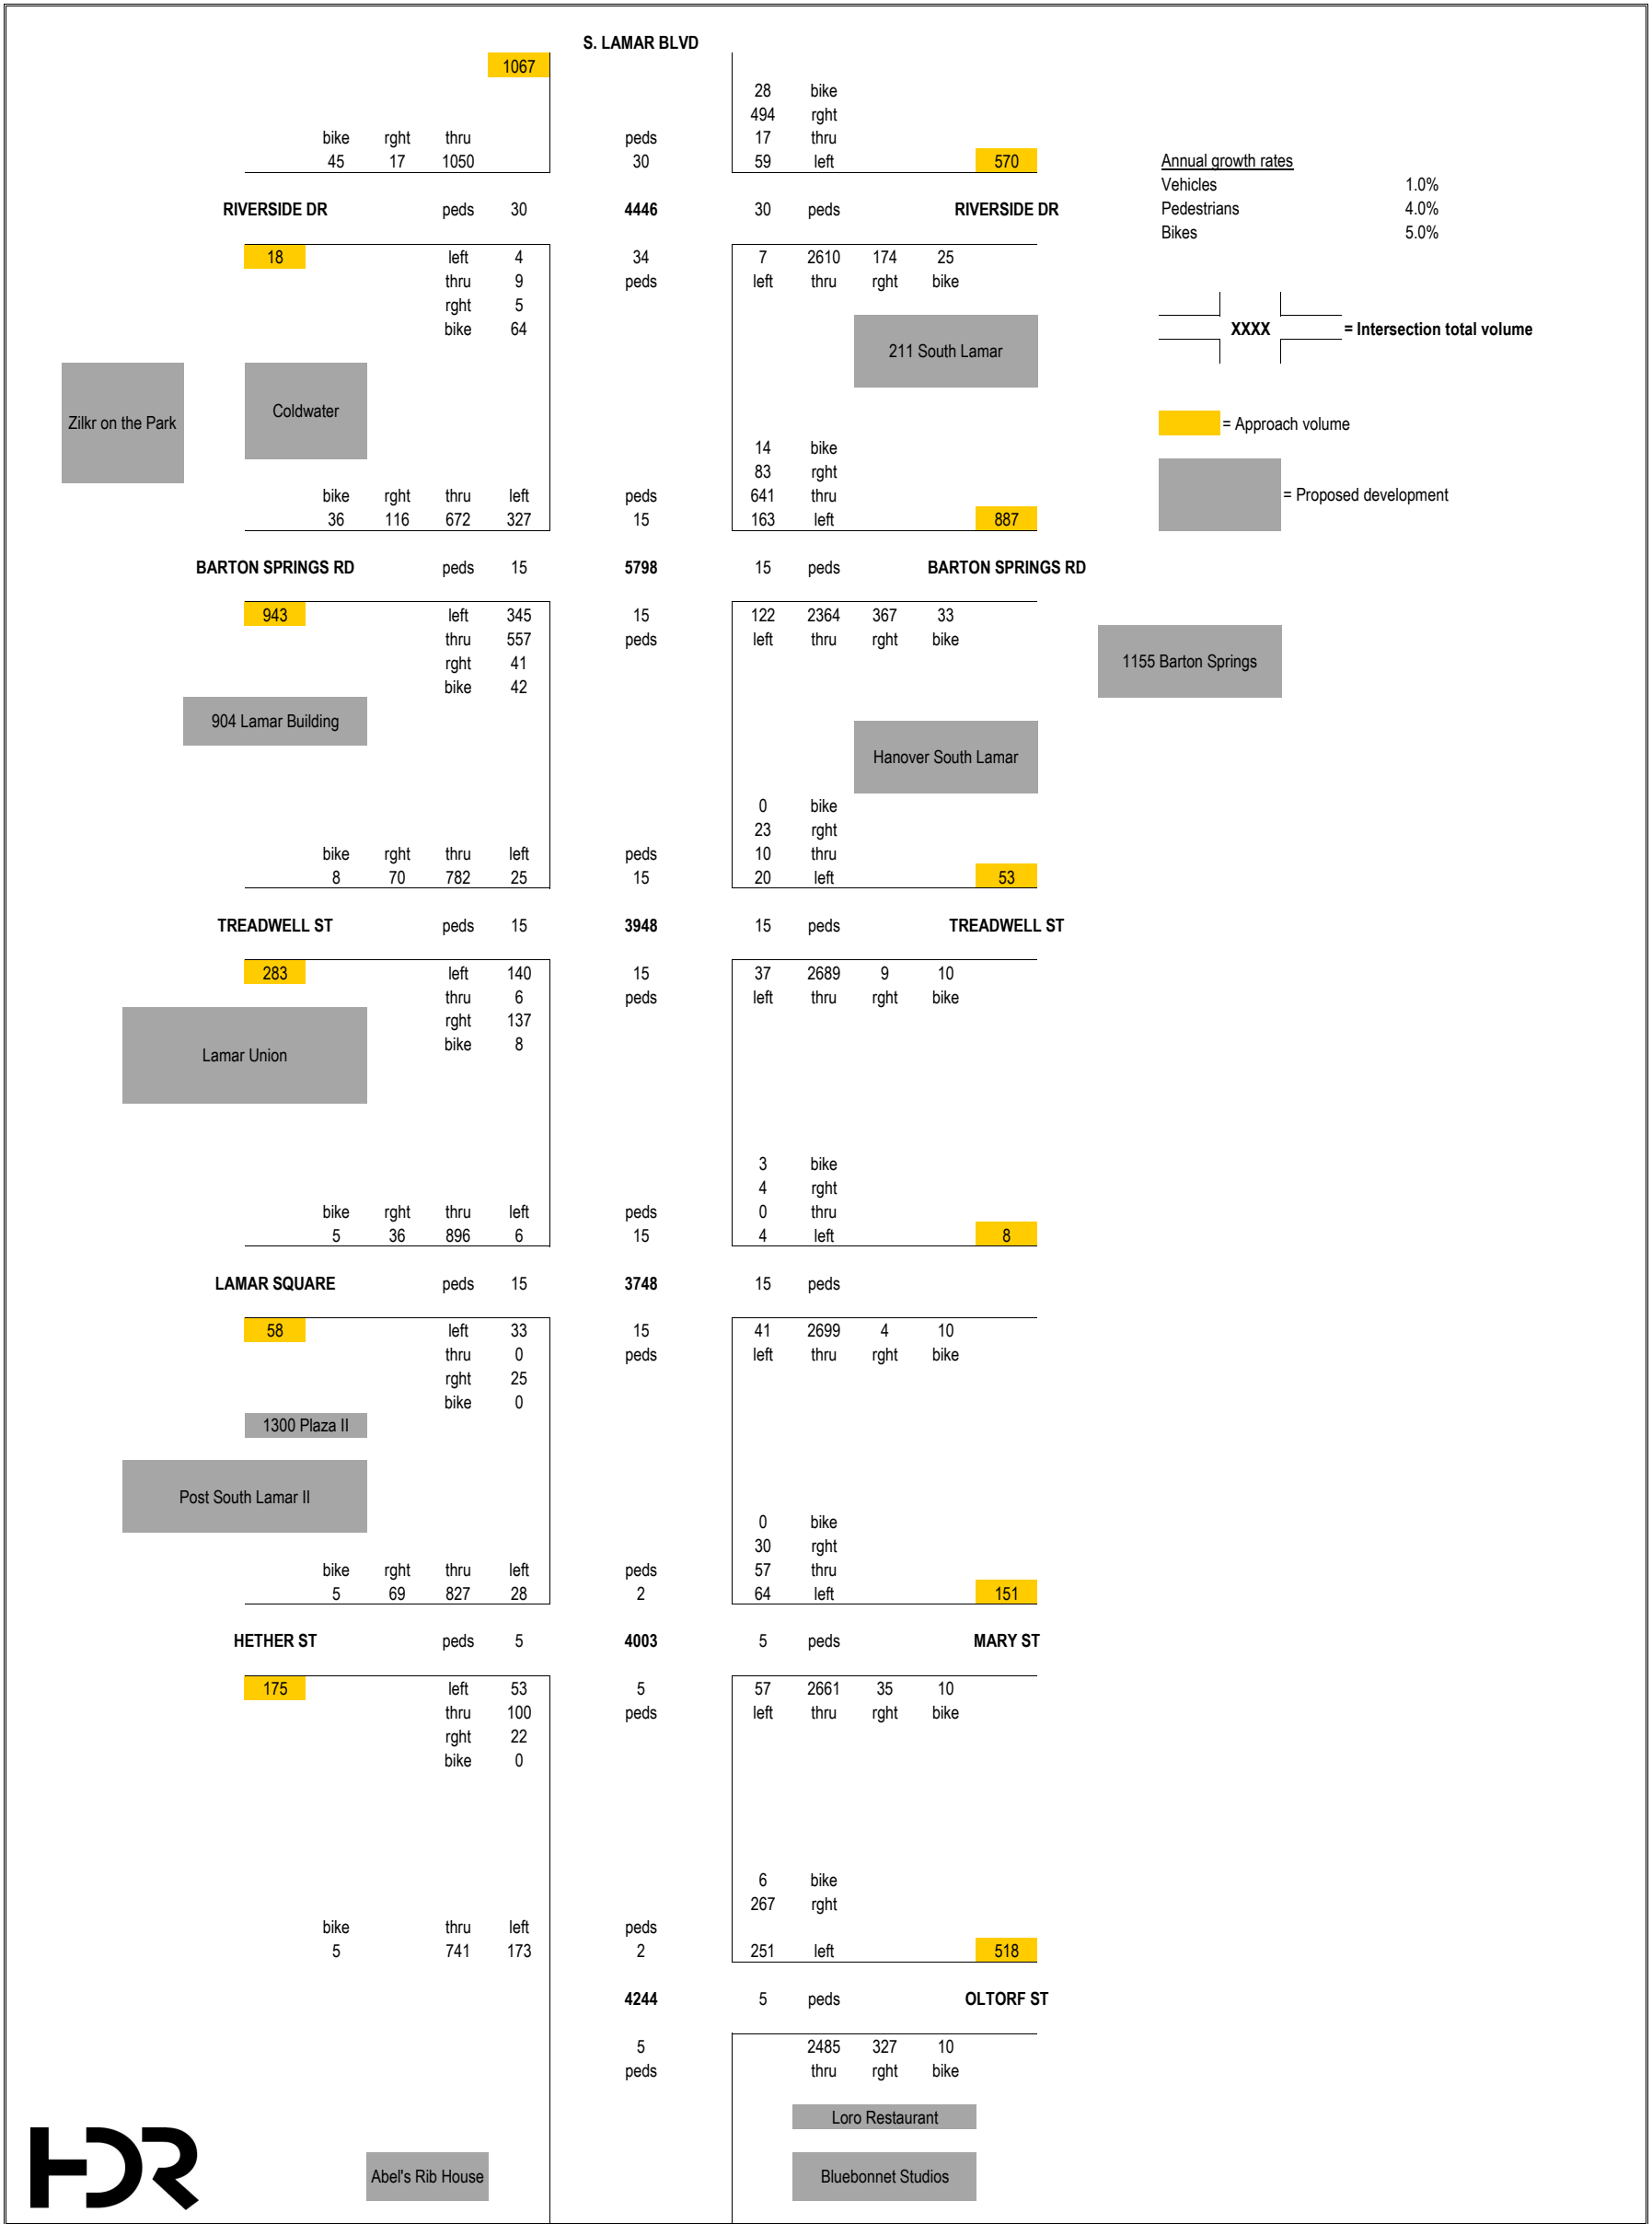 S. LAMAR BLVD
1067
28 bike
494 rght
bike rght thru peds 17 thru
45 17 1050 30 59 left 570 Annual growth rates
Vehicles 1.0%
RIVERSIDE DR peds 30 4446 30 peds RIVERSIDE DR Pedestrians 4.0%
Bikes 5.0%
18 left 4 34 7 2610 174 25
thru 9 peds left thru rght bike
rght 5
bike 64 XXXX = Intersection total volume
211 South Lamar
Zilkr on the Park Coldwater = Approach volume
14 bike
83 rght
bike rght thru left peds 641 thru = Proposed development
36 116 672 327 15 163 left 887
BARTON SPRINGS RD peds 15 5798 15 peds BARTON SPRINGS RD
943 left 345 15 122 2364 367 33
thru 557 peds left thru rght bike
rght 41 1155 Barton Springs
bike 42
904 Lamar Building
Hanover South Lamar
0 bike
23 rght
bike rght thru left peds 10 thru
8 70 782 25 15 20 left 53
TREADWELL ST peds 15 3948 15 peds TREADWELL ST
283 left 140 15 37 2689 9 10
thru 6 peds left thru rght bike
rght 137
Lamar Union bike 8
3 bike
4 rght
bike rght thru left peds 0 thru
5 36 896 6 15 4 left 8
LAMAR SQUARE peds 15 3748 15 peds
58 left 33 15 41 2699 4 10
thru 0 peds left thru rght bike
rght 25
bike 0
1300 Plaza II
Post South Lamar II
0 bike
30 rght
bike rght thru left peds 57 thru
5 69 827 28 2 64 left 151
HETHER ST peds 5 4003 5 peds MARY ST
175 left 53 5 57 2661 35 10
thru 100 peds left thru rght bike
rght 22
bike 0
6 bike
267 rght
bike thru left peds
5 741 173 2 251 left 518
4244 5 peds OLTORF ST
5 2485 327 10
peds thru rght bike
Loro Restaurant
HDR Abel's Rib House Bluebonnet Studios